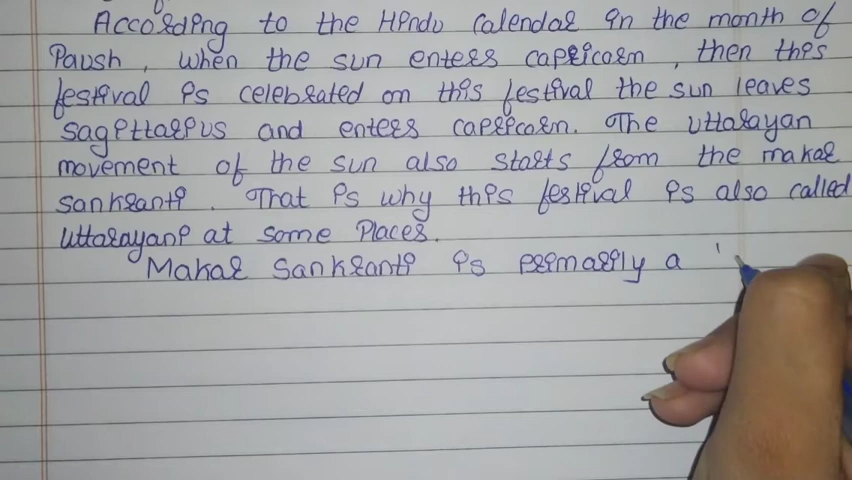 According to the Hindu Calendar in the month of
Paush, when the sun enters capricorn, then this
festival is celebrated on this festival the sun leaves
sagittarius and enters capricorn. The Uttarayan
movement of the sun also starts from the makar
sankranti. That is why this festival is also called
Uttarayani at some Places.
Makar Sankranti is primarily a